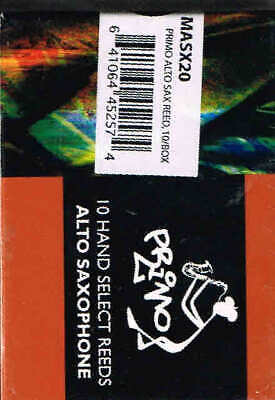 MASX20
PRIMO ALTO SAX REED, 10/BOX
6 41064 45257 4
PRiMO
10 HAND SELECT REEDS
ALTO SAXOPHONE